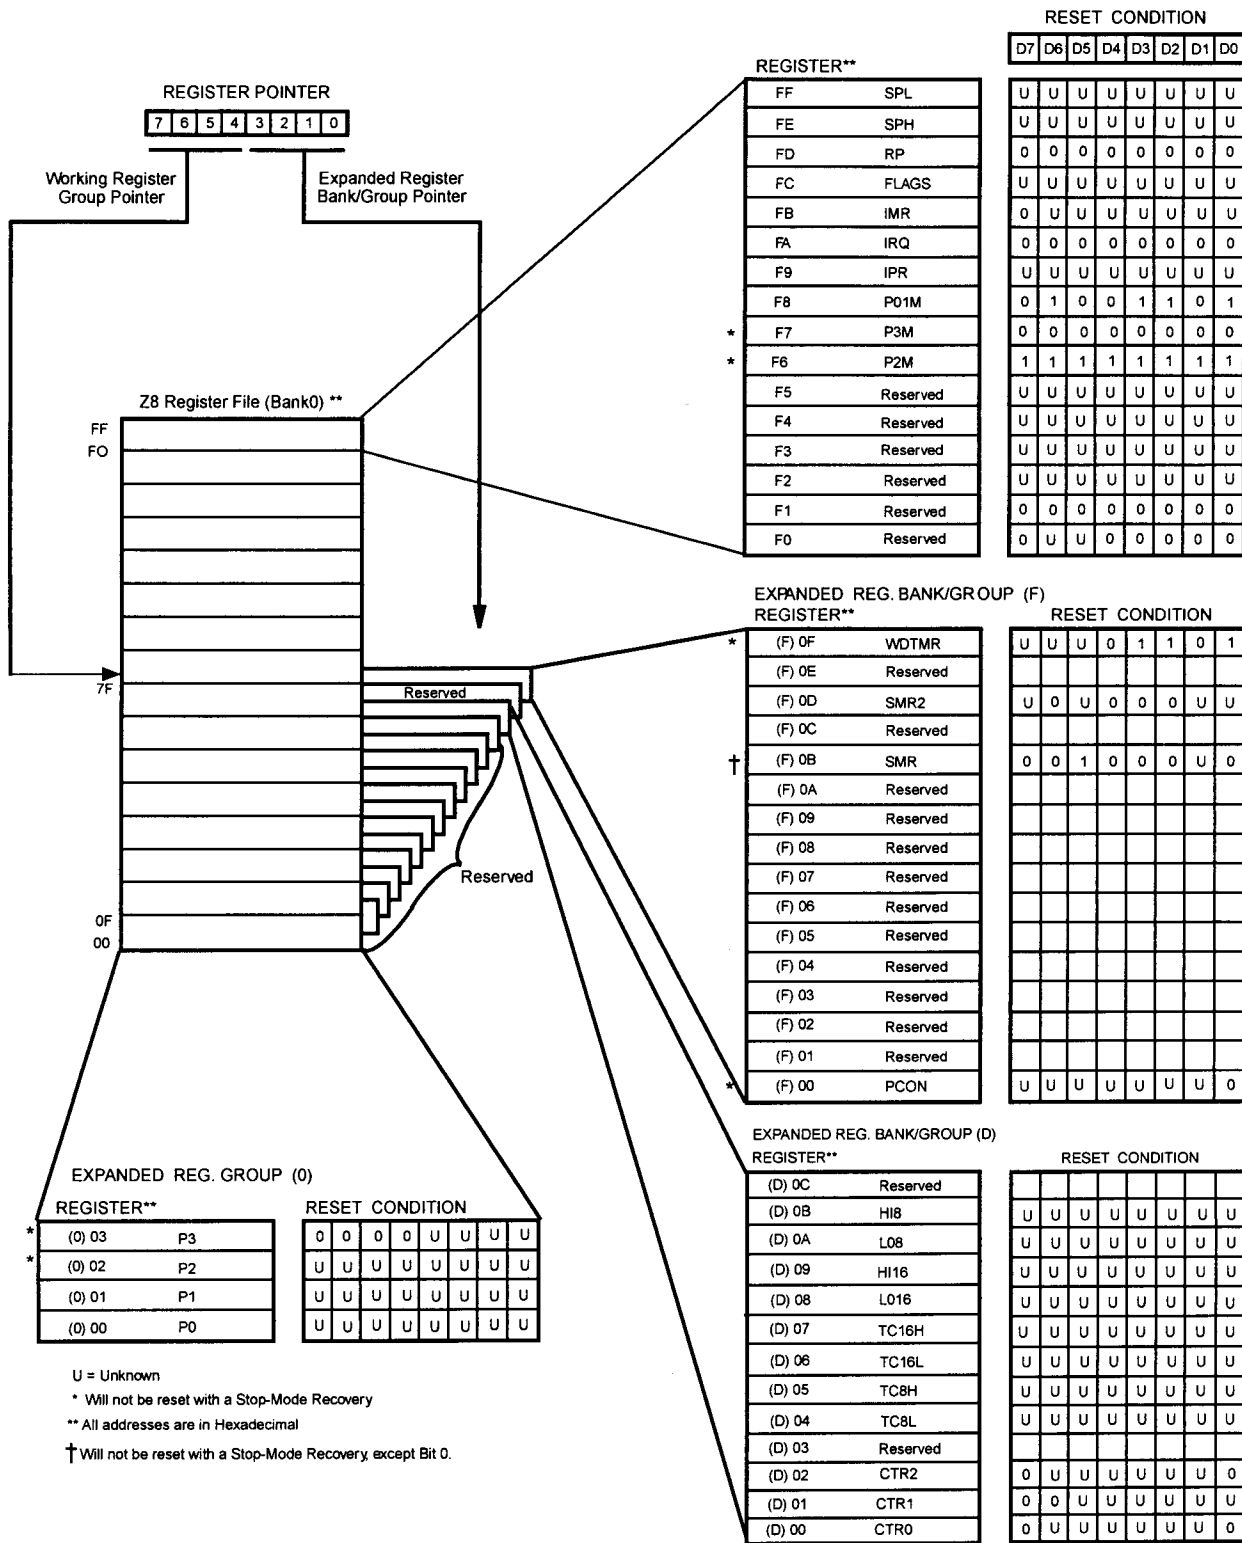 RESET CONDITION
D7 D6 D5 D4 D3 D2 D1 D0
REGISTER**
FF SPL U U U U U U U U
FE SPH U U U U U U U U
FD RP 0 0 0 0 0 0 0 0
FC FLAGS U U U U U U U U
FB IMR 0 U U U U U U U
FA IRQ 0 0 0 0 0 0 0 0
F9 IPR U U U U U U U U
F8 P01M 0 1 0 0 1 1 0 1
* F7 P3M 0 0 0 0 0 0 0 0
* F6 P2M 1 1 1 1 1 1 1 1
F5 Reserved U U U U U U U U
F4 Reserved U U U U U U U U
F3 Reserved U U U U U U U U
F2 Reserved U U U U U U U U
F1 Reserved 0 0 0 0 0 0 0 0
F0 Reserved 0 U U 0 0 0 0 0
REGISTER POINTER
7 6 5 4 3 2 1 0
Working Register
Group Pointer
Expanded Register
Bank/Group Pointer
Z8 Register File (Bank0) **
FF
FO
7F
0F
00
Reserved
Reserved
EXPANDED REG. BANK/GROUP (F)
REGISTER** RESET CONDITION
* (F) 0F WDTMR U U U 0 1 1 0 1
(F) 0E Reserved
(F) 0D SMR2 U 0 U 0 0 0 U U
(F) 0C Reserved
† (F) 0B SMR 0 0 1 0 0 0 U 0
(F) 0A Reserved
(F) 09 Reserved
(F) 08 Reserved
(F) 07 Reserved
(F) 06 Reserved
(F) 05 Reserved
(F) 04 Reserved
(F) 03 Reserved
(F) 02 Reserved
(F) 01 Reserved
* (F) 00 PCON U U U U U U U 0
EXPANDED REG. BANK/GROUP (D)
REGISTER** RESET CONDITION
(D) 0C Reserved
(D) 0B HI8 U U U U U U U U
(D) 0A L08 U U U U U U U U
(D) 09 HI16 U U U U U U U U
(D) 08 L016 U U U U U U U U
(D) 07 TC16H U U U U U U U U
(D) 06 TC16L U U U U U U U U
(D) 05 TC8H U U U U U U U U
(D) 04 TC8L U U U U U U U U
(D) 03 Reserved
(D) 02 CTR2 0 U U U U U U 0
(D) 01 CTR1 0 0 U U U U U U
(D) 00 CTR0 0 U U U U U U 0
EXPANDED REG. GROUP (0)
REGISTER** RESET CONDITION
* (0) 03 P3 0 0 0 0 U U U U
* (0) 02 P2 U U U U U U U U
(0) 01 P1 U U U U U U U U
(0) 00 P0 U U U U U U U U
U = Unknown
* Will not be reset with a Stop-Mode Recovery
** All addresses are in Hexadecimal
† Will not be reset with a Stop-Mode Recovery, except Bit 0.